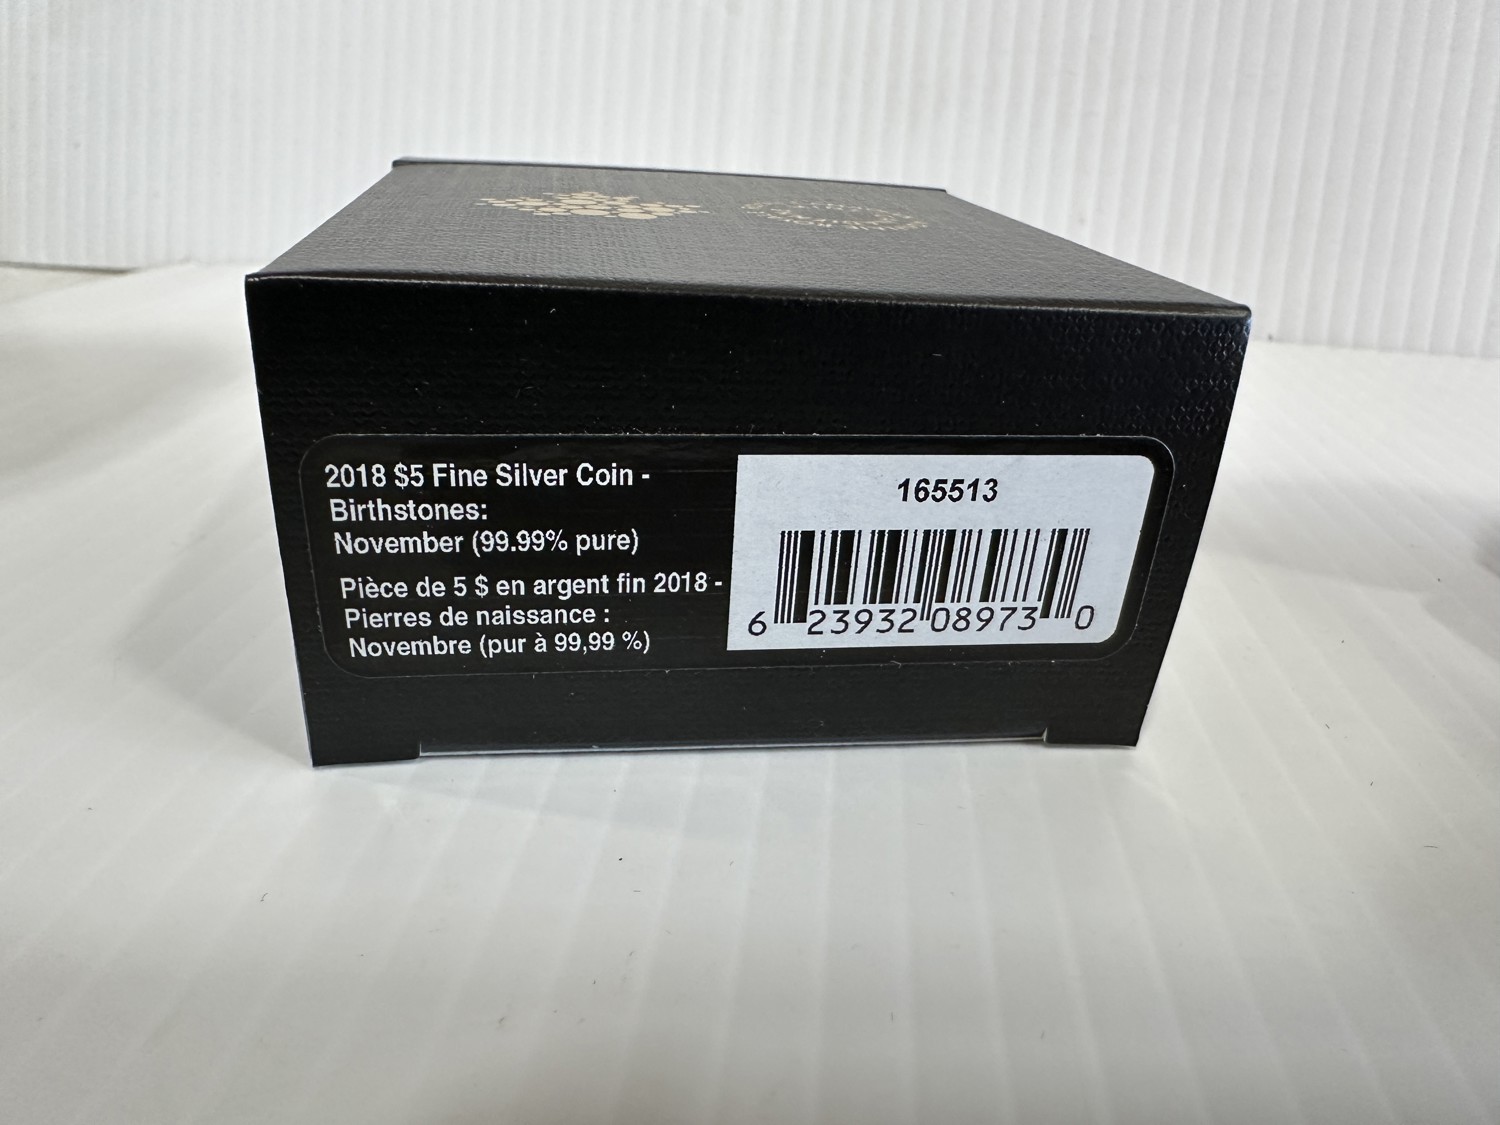 2018 $5 Fine Silver Coin -
Birthstones:
November (99.99% pure)
Pièce de 5 $ en argent fin 2018 -
Pierres de naissance :
Novembre (pur à 99,99 %)
165513
6 23932 08973 0